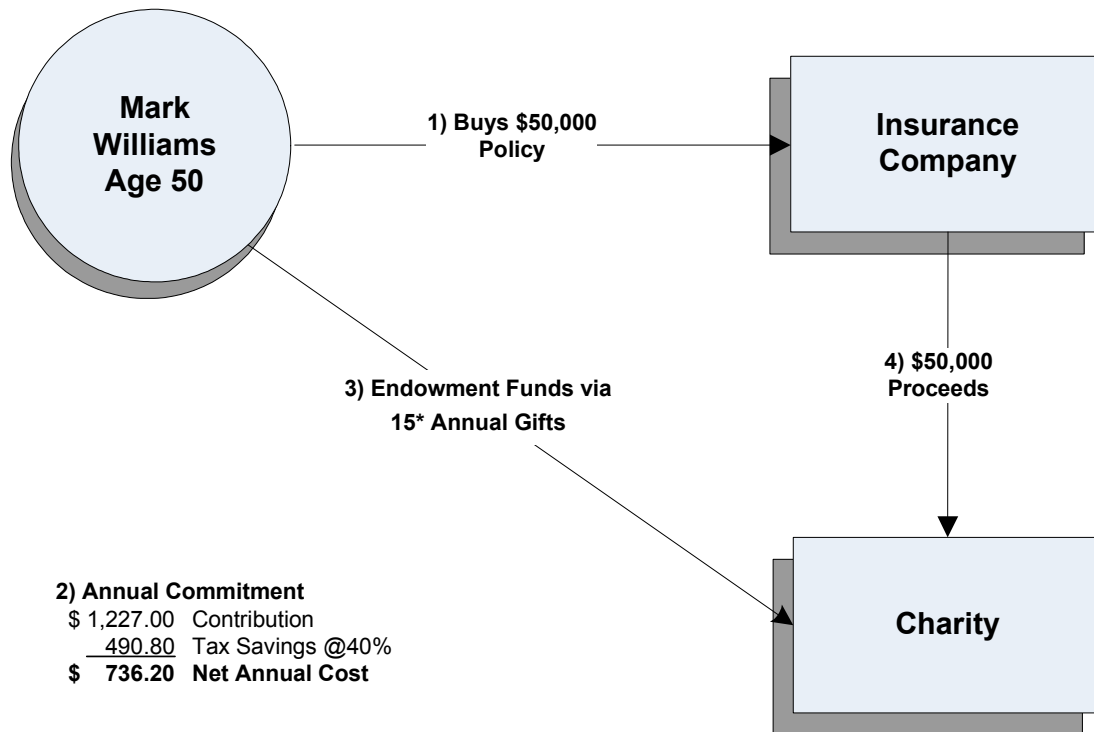 Mark
Williams
Age 50
1) Buys $50,000
Policy
Insurance
Company
4) $50,000
Proceeds
3) Endowment Funds via
15* Annual Gifts
2) Annual Commitment
$ 1,227.00 Contribution
490.80 Tax Savings @40%
$ 736.20 Net Annual Cost
Charity